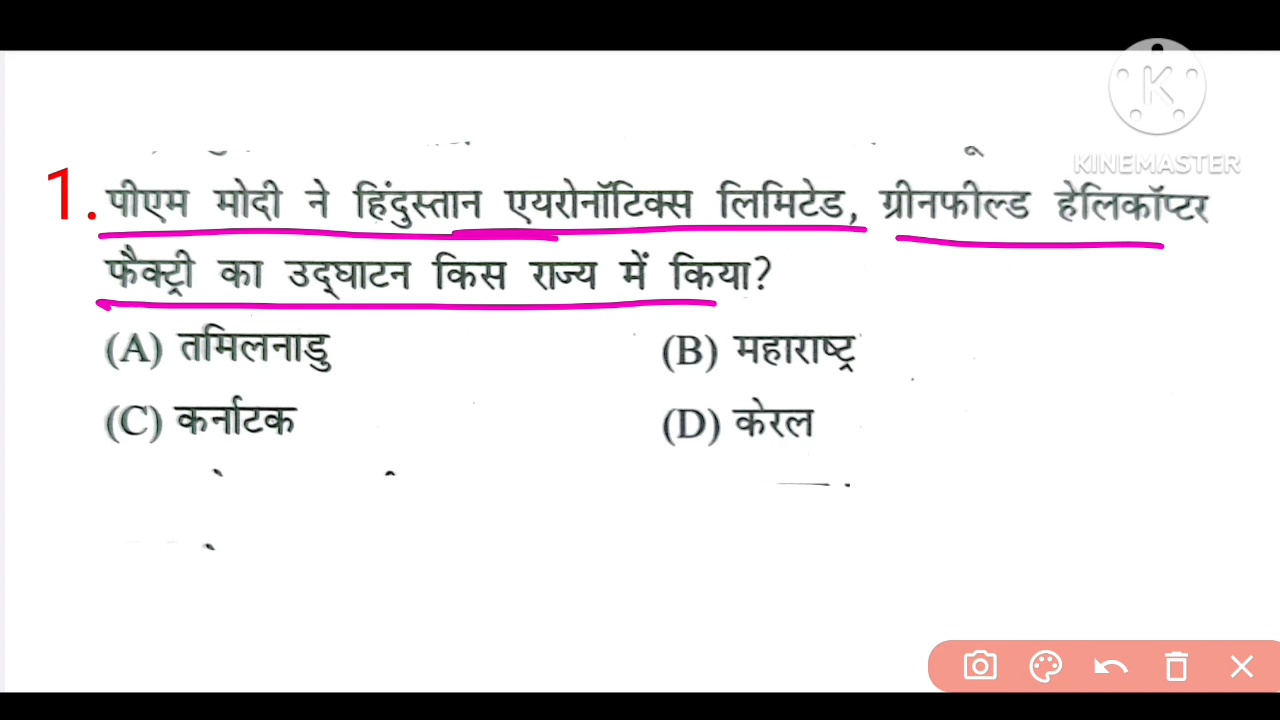 KINEMASTER
1. पीएम मोदी ने हिंदुस्तान एयरोनॉटिक्स लिमिटेड, ग्रीनफील्ड हेलिकॉप्टर
फैक्ट्री का उद्‌घाटन किस राज्य में किया?
(A) तमिलनाडु (B) महाराष्ट्र
(C) कर्नाटक (D) केरल